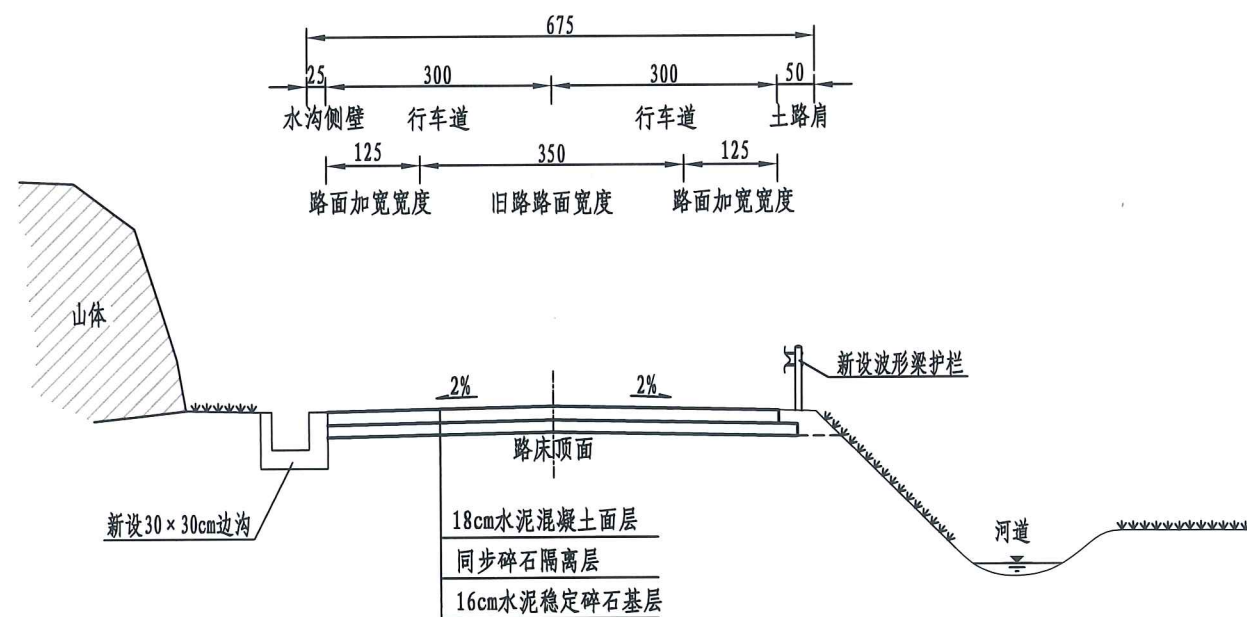 675
25 300 300 50
水沟侧壁 行车道 行车道 土路肩
125 350 125
路面加宽宽度 旧路路面宽度 路面加宽宽度
山体
新设波形梁护栏
2% 2%
路床顶面
新设30×30cm边沟
18cm水泥混凝土面层
同步碎石隔离层
16cm水泥稳定碎石基层
河道